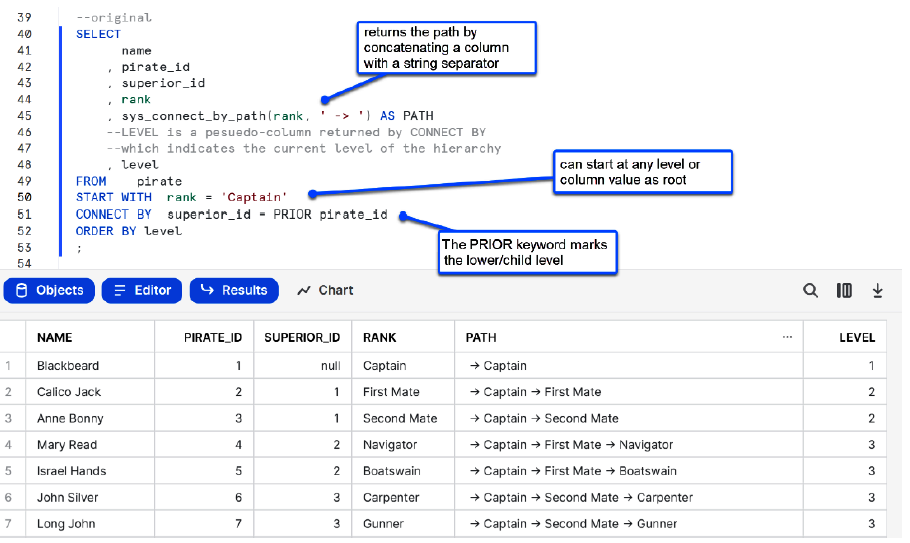 39 --original
40 SELECT
41 name
42 , pirate_id
43 , superior_id
44 , rank
45 , sys_connect_by_path(rank, ' -> ') AS PATH
46 --LEVEL is a pesuedo-column returned by CONNECT BY
47 --which indicates the current level of the hierarchy
48 , level
49 FROM pirate
50 START WITH rank = 'Captain'
51 CONNECT BY superior_id = PRIOR pirate_id
52 ORDER BY level
53 ;
54
returns the path by
concatenating a column
with a string separator
can start at any level or
column value as root
The PRIOR keyword marks
the lower/child level
Objects Editor Results Chart
NAME PIRATE_ID SUPERIOR_ID RANK PATH ... LEVEL
1 Blackbeard 1 null Captain → Captain 1
2 Calico Jack 2 1 First Mate → Captain → First Mate 2
3 Anne Bonny 3 1 Second Mate → Captain → Second Mate 2
4 Mary Read 4 2 Navigator → Captain → First Mate → Navigator 3
5 Israel Hands 5 2 Boatswain → Captain → First Mate → Boatswain 3
6 John Silver 6 3 Carpenter → Captain → Second Mate → Carpenter 3
7 Long John 7 3 Gunner → Captain → Second Mate → Gunner 3